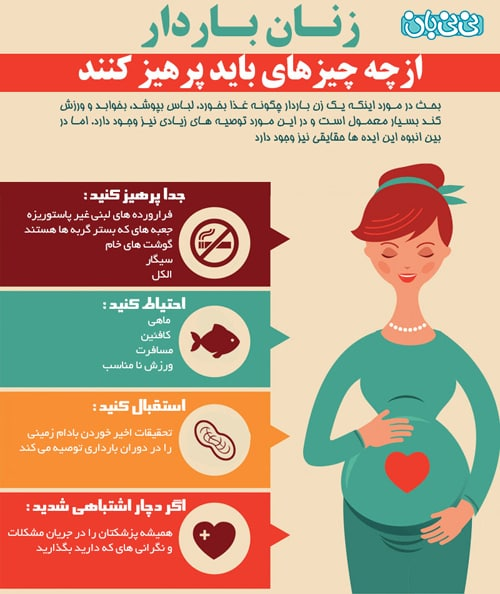 نی نی بان
زنان باردار
از چه چیزهای باید پرهیز کنند
بحث در مورد اینکه یک زن باردار چگونه غذا بخورد، لباس بپوشد، بخوابد و ورزش
کند بسیار معمول است و در این مورد توصیه های زیادی نیز وجود دارد. اما در
بین انبوه این ایده ها حقایقی نیز وجود دارد
جدا پرهیز کنید :
فرآورده های لبنی غیر پاستوریزه
جعبه های که بستر گربه ها هستند
گوشت های خام
سیگار
الکل
احتیاط کنید :
ماهی
کافئین
مسافرت
ورزش نا مناسب
استقبال کنید :
تحقیقات اخیر خوردن بادام زمینی
را در دوران بارداری توصیه می کند
اگر دچار اشتباهی شدید :
همیشه پزشکتان را در جریان مشکلات
و نگرانی های که دارید بگذارید